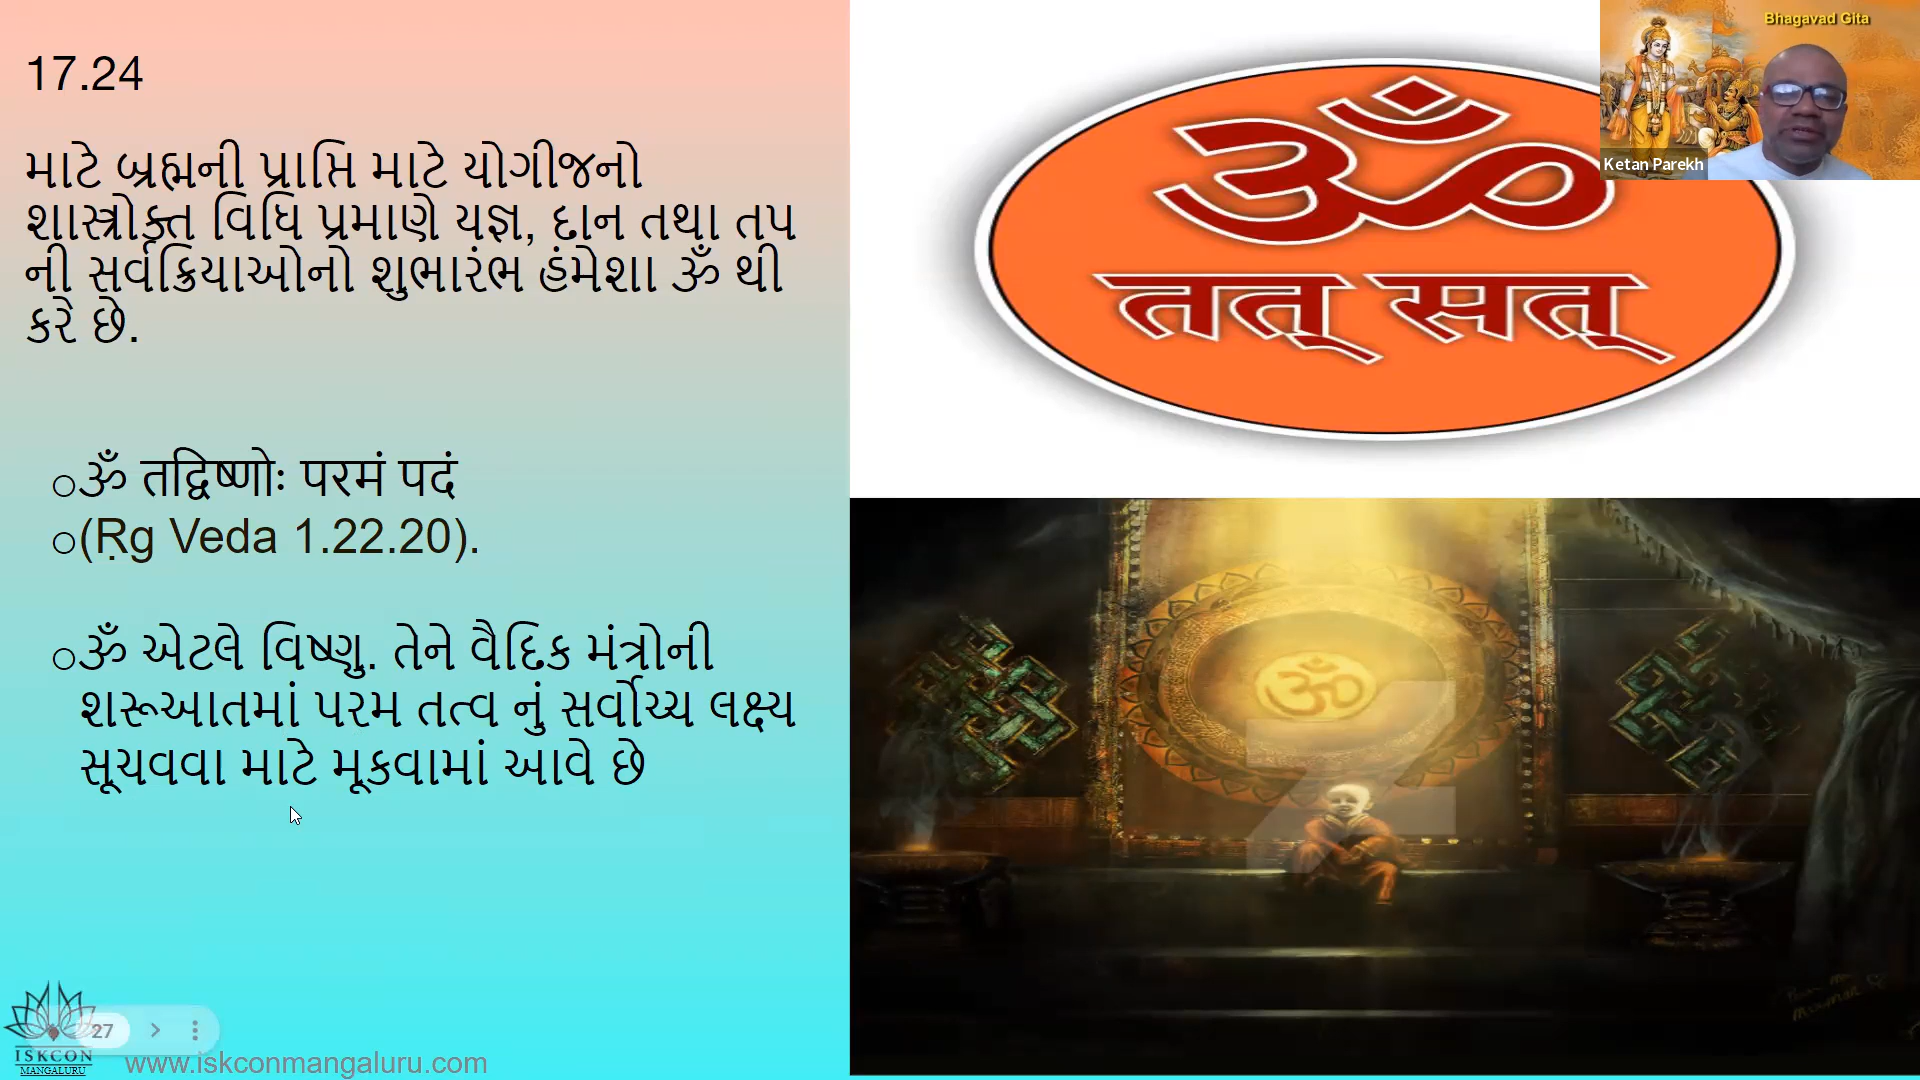 17.24
માટે બ્રહ્મની પ્રાપ્તિ માટે યોગીજનો
શાસ્ત્રોક્ત વિધિ પ્રમાણે યજ્ઞ, દાન તથા તપ
ની સર્વક્રિયાઓનો શુભારંભ હંમેશા ૐ થી
કરે છે.
○ॐ तद्विष्णोः परमं पदं
○(Ṛg Veda 1.22.20).
○ૐ એટલે વિષ્ણુ. તેને વૈદિક મંત્રોની
શરૂઆતમાં પરમ તત્વ નું સર્વોચ્ચ લક્ષ્ય
સૂચવવા માટે મૂકવામાં આવે છે
27
ISKCON
MANGALURU
www.iskconmangaluru.com
ॐ
तत् सत्
Bhagavad Gita
Ketan Parekh
ॐ